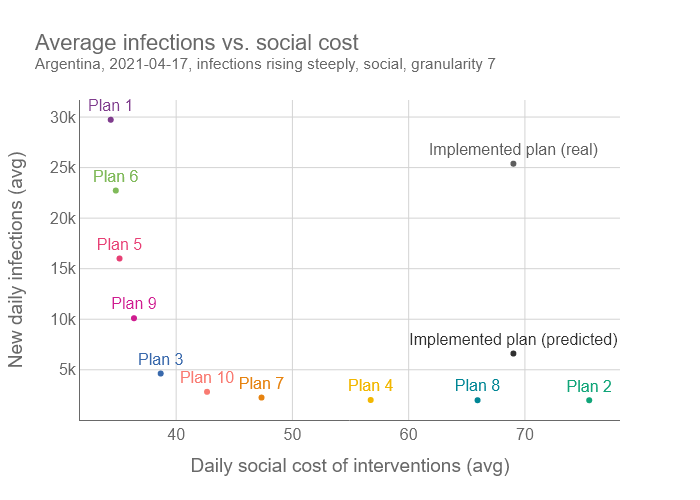 Average infections vs. social cost
Argentina, 2021-04-17, infections rising steeply, social, granularity 7
New daily infections (avg)
30k
25k
20k
15k
10k
5k
Plan 1
Implemented plan (real)
Plan 6
Plan 5
Plan 9
Implemented plan (predicted)
Plan 3
Plan 10
Plan 7
Plan 4
Plan 8
Plan 2
40
50
60
70
Daily social cost of interventions (avg)